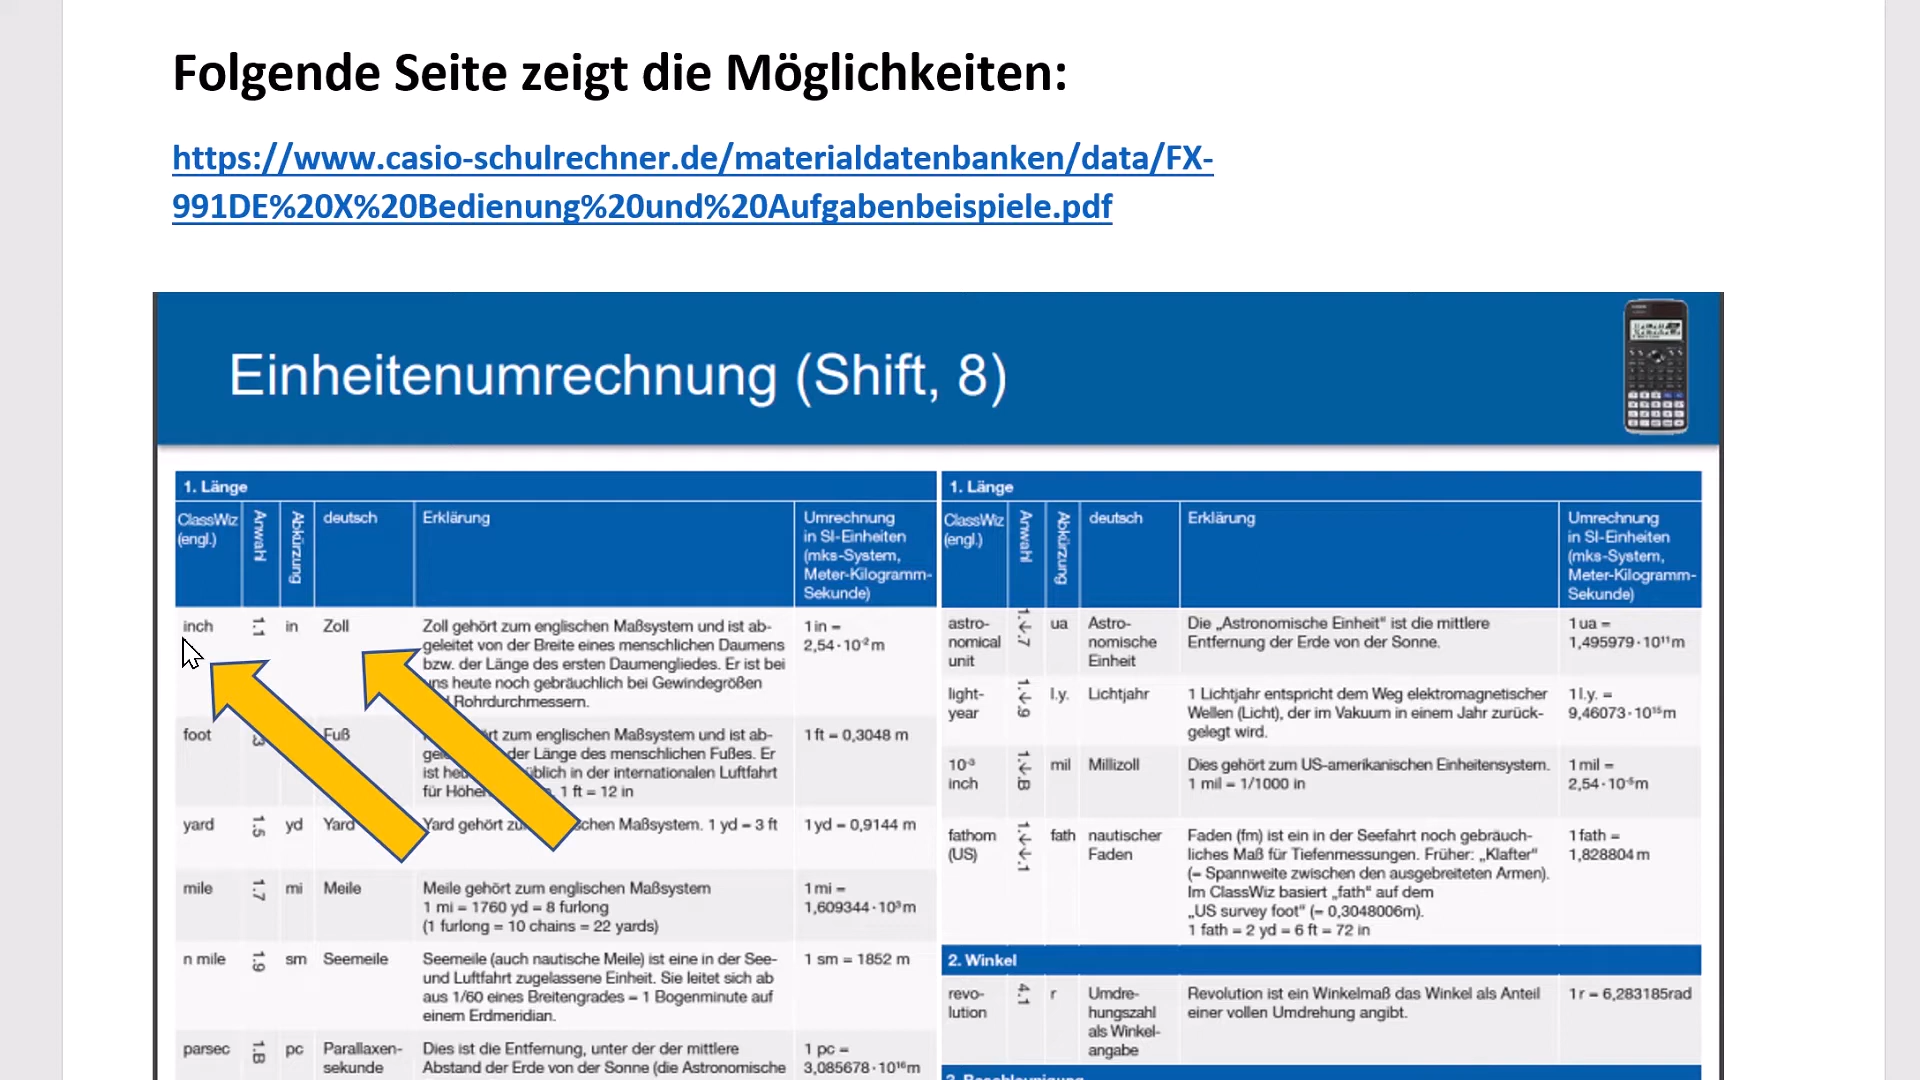 Folgende Seite zeigt die Möglichkeiten:
https://www.casio-schulrechner.de/materialdatenbanken/data/FX-
991DE%20X%20Bedienung%20und%20Aufgabenbeispiele.pdf
Einheitenumrechnung (Shift, 8)
1. Länge
ClassWiz (engl.) Anwahl Abkürzung deutsch Erklärung Umrechnung
in SI-Einheiten
(mks-System,
Meter-Kilogramm-
Sekunde)
inch 1.1 in Zoll Zoll gehört zum englischen Maßsystem und ist ab- 1 in =
geleitet von der Breite eines menschlichen Daumens 2,54·10⁻²m
bzw. der Länge des ersten Daumengliedes. Er ist bei
uns heute noch gebräuchlich bei Gewindegrößen
Rohrdurchmessern.
foot Fuß zum englischen Maßsystem und ist ab- 1 ft = 0,3048 m
der Länge des menschlichen Fußes. Er
ist in der internationalen Luftfahrt
für 1 ft = 12 in
yard 1.5 yd Yard Yard gehört Maßsystem. 1 yd = 3 ft 1 yd = 0,9144 m
mile 1.7 mi Meile Meile gehört zum englischen Maßsystem 1 mi =
1 mi = 1760 yd = 8 furlong 1,609344·10³m
(1 furlong = 10 chains = 22 yards)
n mile 1.9 sm Seemeile Seemeile (auch nautische Meile) ist eine in der See- 1 sm = 1852 m
und Luftfahrt zugelassene Einheit. Sie leitet sich ab
aus 1/60 eines Breitengrades = 1 Bogenminute auf
einem Erdmeridian.
parsec 1.B pc Parallaxen- Dies ist die Entfernung, unter der der mittlere 1 pc =
sekunde Abstand der Erde von der Sonne (die Astronomische 3,085678·10¹⁶m
1. Länge
ClassWiz (engl.) Anwahl Abkürzung deutsch Erklärung Umrechnung
in SI-Einheiten
(mks-System,
Meter-Kilogramm-
Sekunde)
astro- 1.↓.7 ua Astro- Die „Astronomische Einheit“ ist die mittlere 1 ua =
nomical nomische Entfernung der Erde von der Sonne. 1,495979·10¹¹m
unit Einheit
light- 1.↓.9 l.y. Lichtjahr 1 Lichtjahr entspricht dem Weg elektromagnetischer 1 l.y. =
year Wellen (Licht), der im Vakuum in einem Jahr zurück- 9,46073·10¹⁵m
gelegt wird.
10⁻³ 1.↓.B mil Millizoll Dies gehört zum US-amerikanischen Einheitensystem. 1 mil =
inch 1 mil = 1/1000 in 2,54·10⁻⁵m
fathom 1.↓↓.1 fath nautischer Faden (fm) ist ein in der Seefahrt noch gebräuch- 1 fath =
(US) Faden liches Maß für Tiefenmessungen. Früher: „Klafter“ 1,828804 m
(= Spannweite zwischen den ausgebreiteten Armen).
Im ClassWiz basiert „fath“ auf dem
„US survey foot“ (= 0,3048006m).
1 fath = 2 yd = 6 ft = 72 in
2. Winkel
revo- 4.1 r Umdre- Revolution ist ein Winkelmaß das Winkel als Anteil 1 r = 6,283185rad
lution hungszahl einer vollen Umdrehung angibt.
als Winkel-
angabe